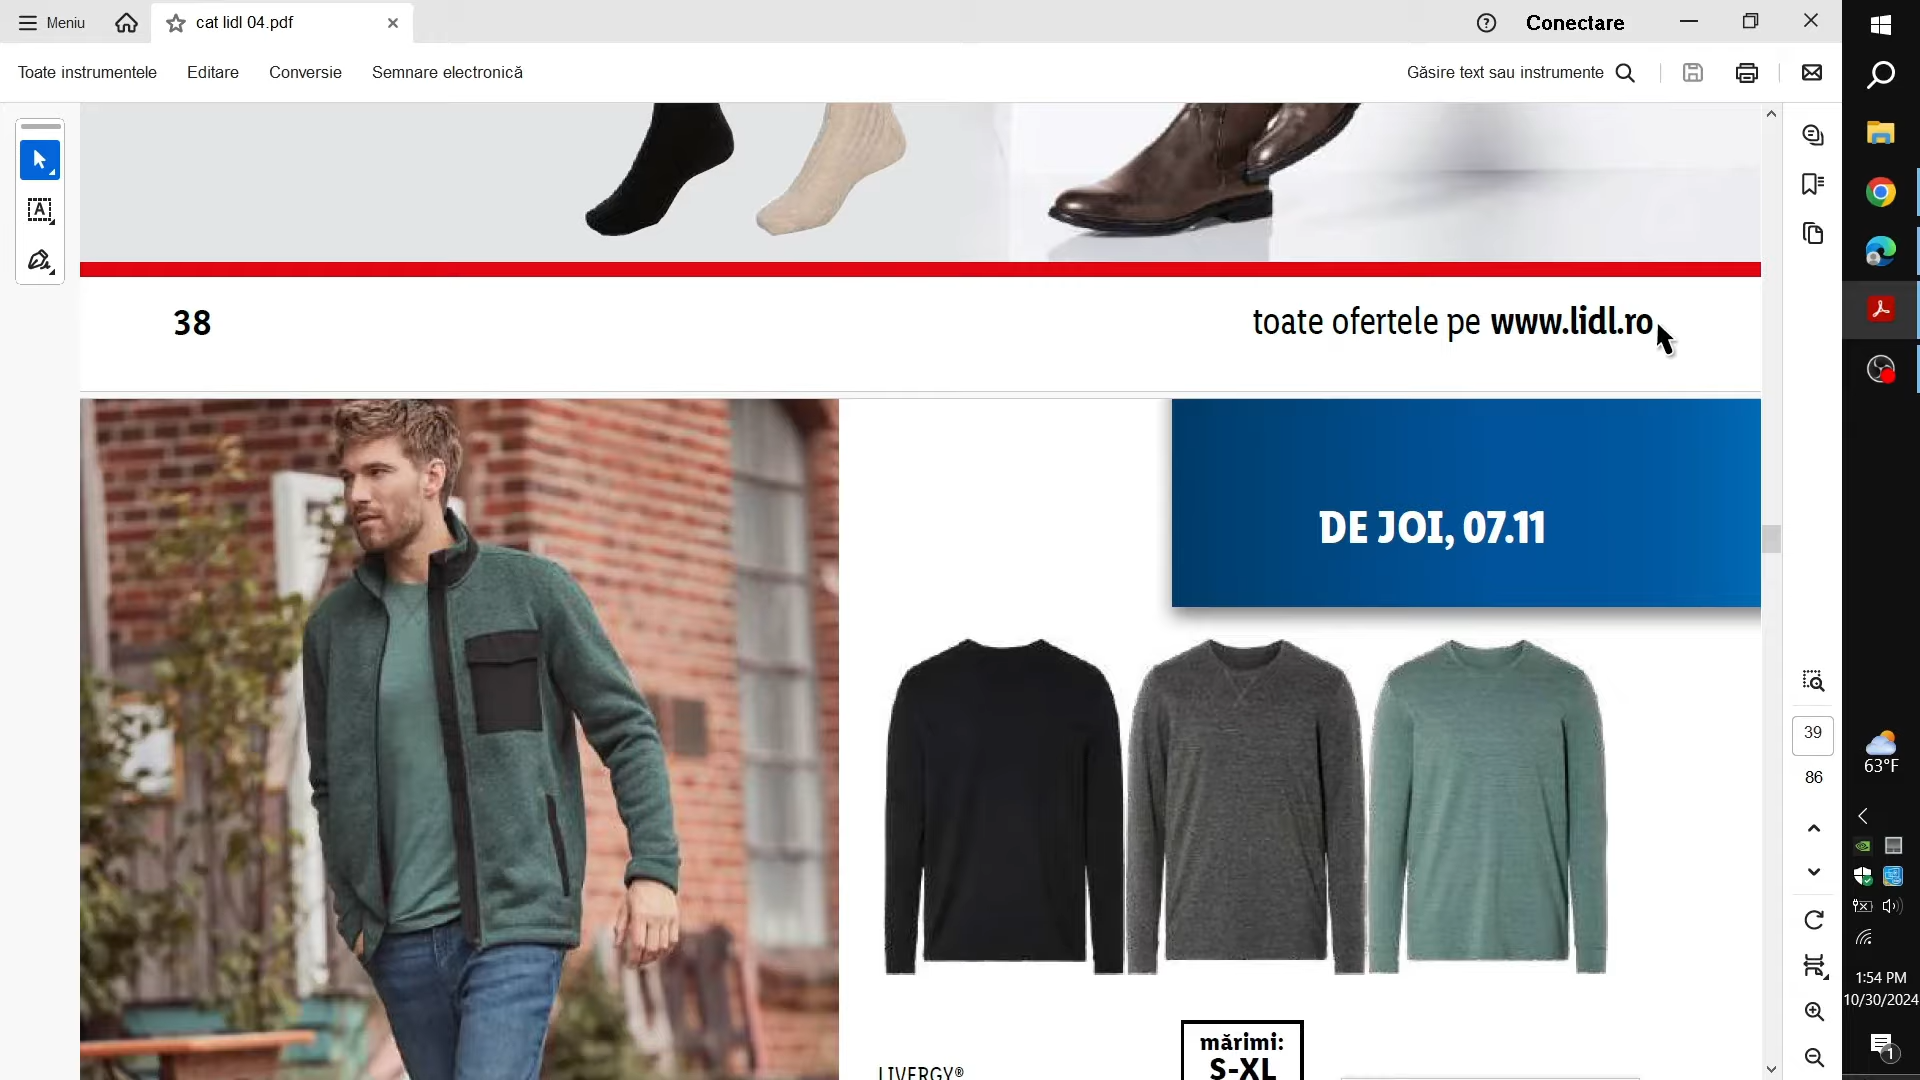 Meniu
cat lidl 04.pdf
Conectare
Toate instrumentele
Editare
Conversie
Semnare electronică
Găsire text sau instrumente
38
toate ofertele pe www.lidl.ro
DE JOI, 07.11
mărimi:
S-XL
LIVERGY®
39
86
63°F
1:54 PM
10/30/2024
1